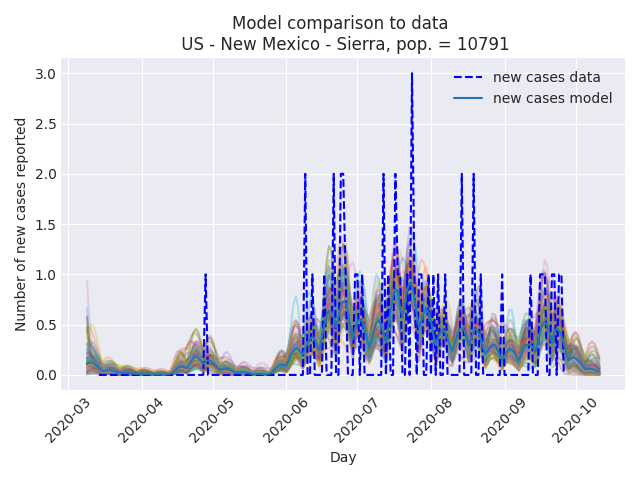 Model comparison to data
US - New Mexico - Sierra, pop. = 10791
new cases data
new cases model
Number of new cases reported
3.0
2.5
2.0
1.5
1.0
0.5
0.0
2020-03
2020-04
2020-05
2020-06
2020-07
2020-08
2020-09
2020-10
Day